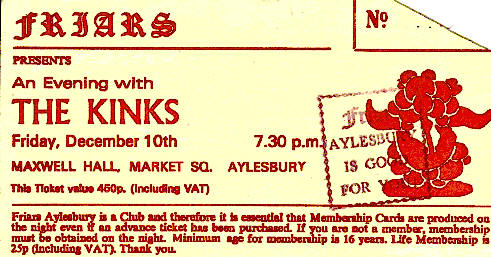 FRIARS
Nº
PRESENTS
An Evening with
THE KINKS
Friday, December 10th 7.30 p.m.
MAXWELL HALL, MARKET SQ. AYLESBURY
This Ticket value 450p. (including VAT)
AYLESBU
IS GOO
FOR
Friars Aylesbury is a Club and therefore it is essential that Membership Cards are produced on
the night even if an advance ticket has been purchased. If you are not a member, membership
must be obtained on the night. Minimum age for membership is 16 years. Life Membership is
25p (including VAT). Thank you.